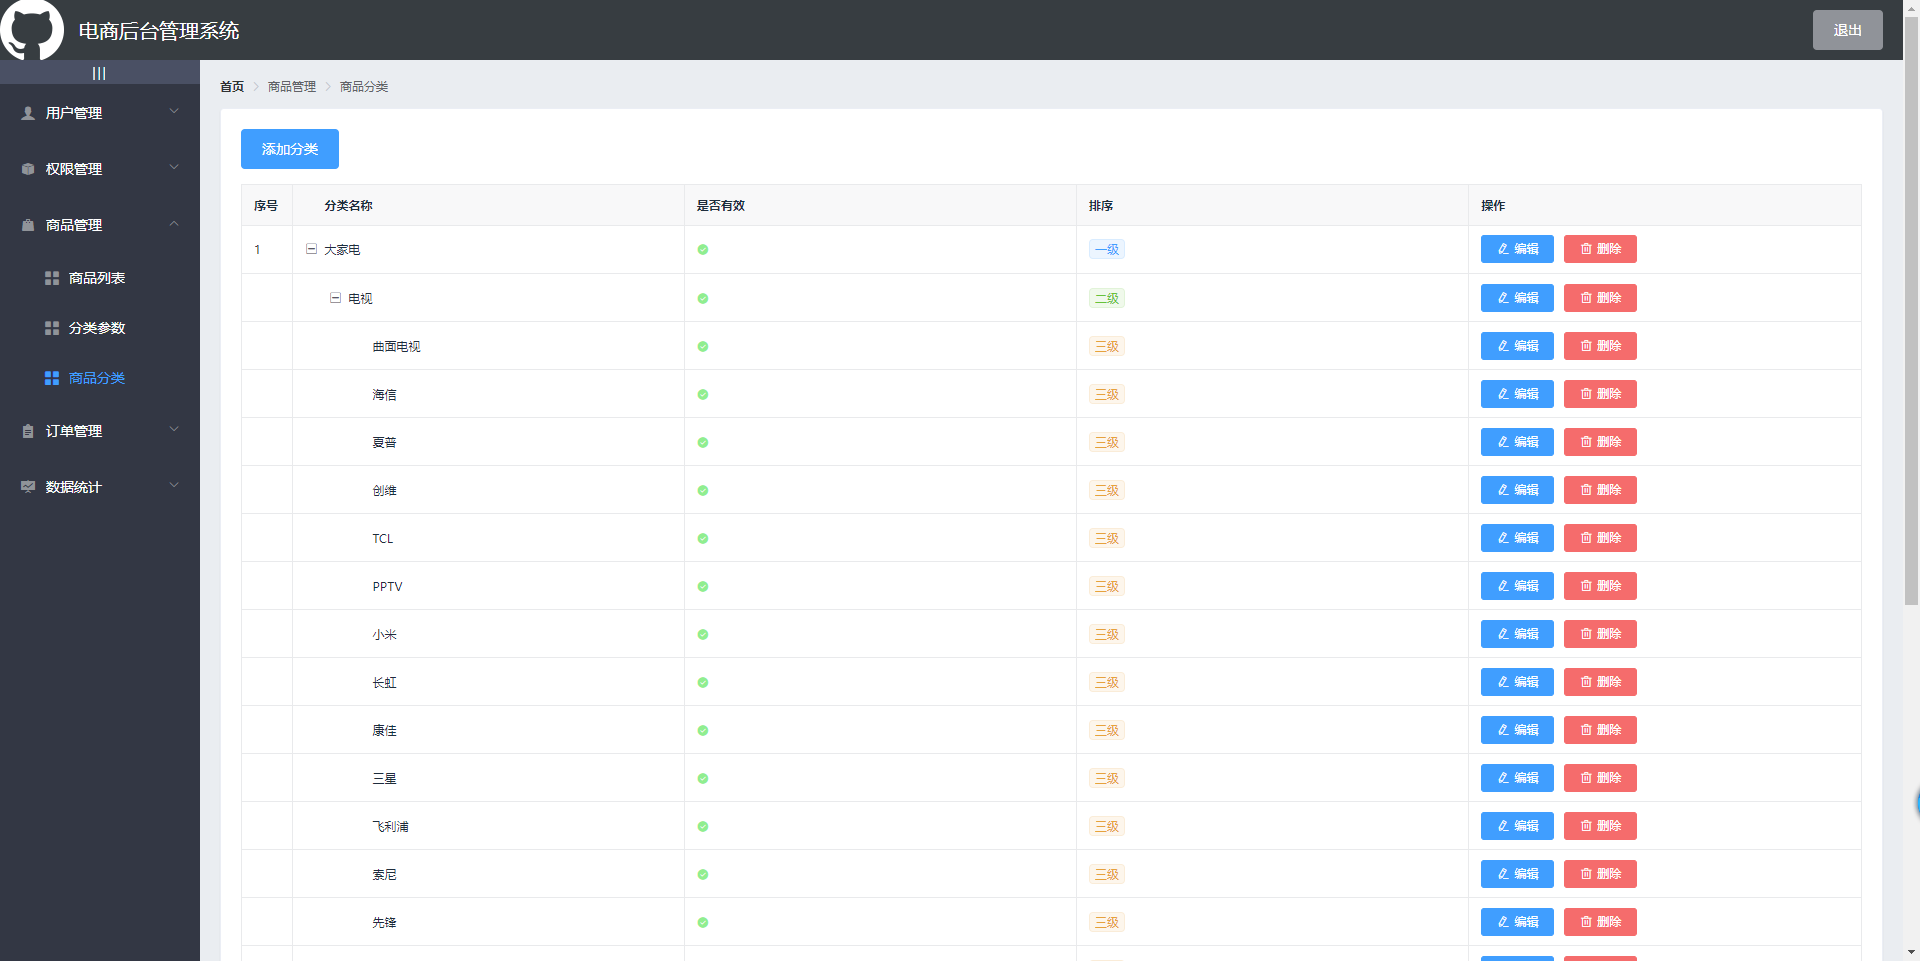 电商后台管理系统 退出
|||
首页 商品管理 商品分类
用户管理
权限管理
商品管理
商品列表
分类参数
商品分类
订单管理
数据统计
添加分类
序号 分类名称 是否有效 排序 操作
1 大家电 一级 编辑 删除
电视 二级 编辑 删除
曲面电视 三级 编辑 删除
海信 三级 编辑 删除
夏普 三级 编辑 删除
创维 三级 编辑 删除
TCL 三级 编辑 删除
PPTV 三级 编辑 删除
小米 三级 编辑 删除
长虹 三级 编辑 删除
康佳 三级 编辑 删除
三星 三级 编辑 删除
飞利浦 三级 编辑 删除
索尼 三级 编辑 删除
先锋 三级 编辑 删除